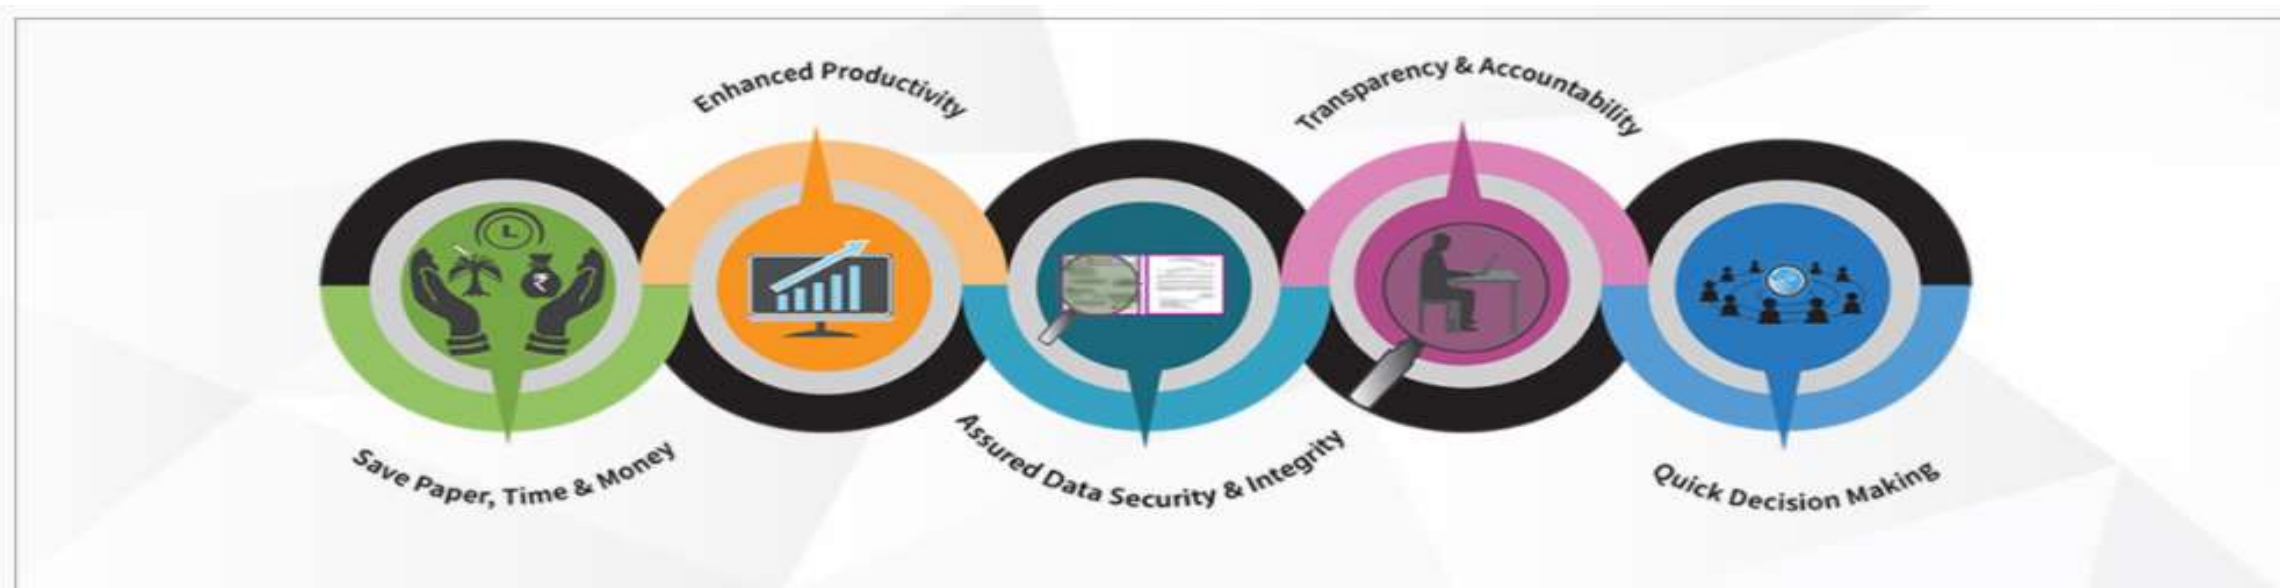 Save Paper, Time & Money
Enhanced Productivity
Assured Data Security & Integrity
Transparency & Accountability
Quick Decision Making
₹